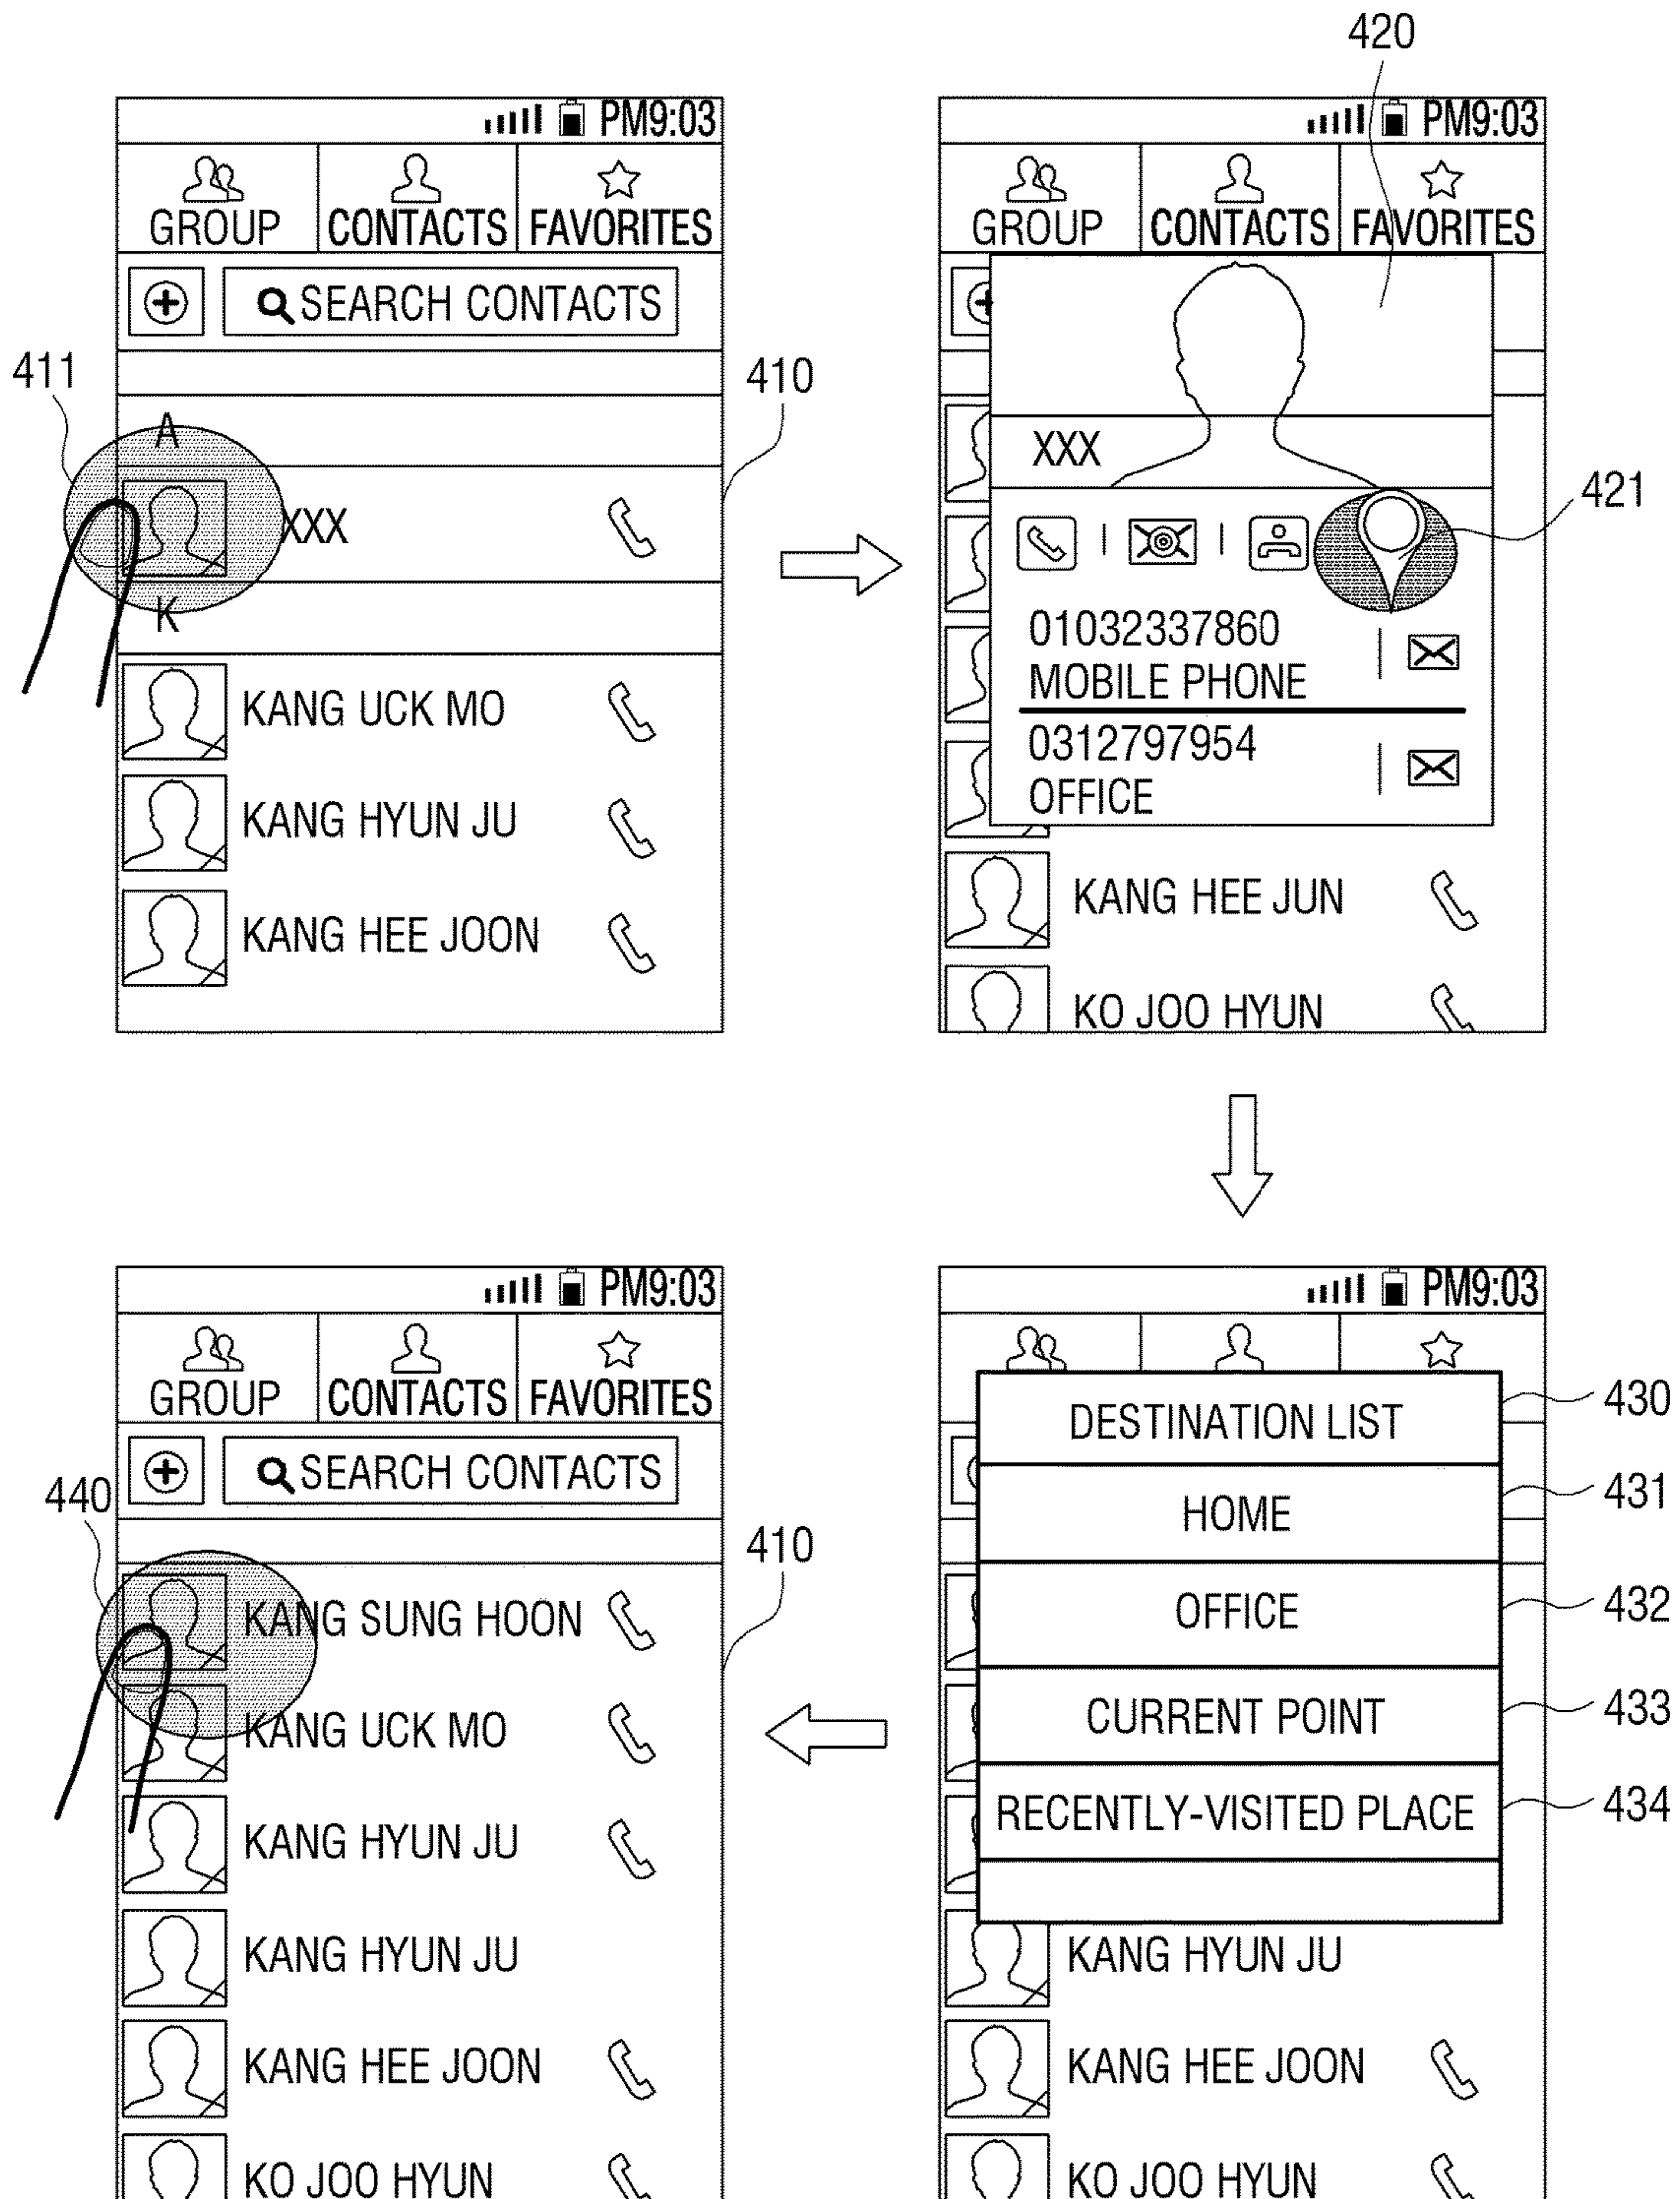 420
PM9:03
GROUP CONTACTS FAVORITES
SEARCH CONTACTS
411
410
A
XXX
K
KANG UCK MO
KANG HYUN JU
KANG HEE JOON
PM9:03
GROUP CONTACTS FAVORITES
XXX
421
01032337860
MOBILE PHONE
0312797954
OFFICE
KANG HEE JUN
KO JOO HYUN
PM9:03
GROUP CONTACTS FAVORITES
SEARCH CONTACTS
440
410
KANG SUNG HOON
KANG UCK MO
KANG HYUN JU
KANG HYUN JU
KANG HEE JOON
KO JOO HYUN
PM9:03
DESTINATION LIST
430
HOME
431
OFFICE
432
CURRENT POINT
433
RECENTLY-VISITED PLACE
434
KANG HYUN JU
KANG HEE JOON
KO JOO HYUN